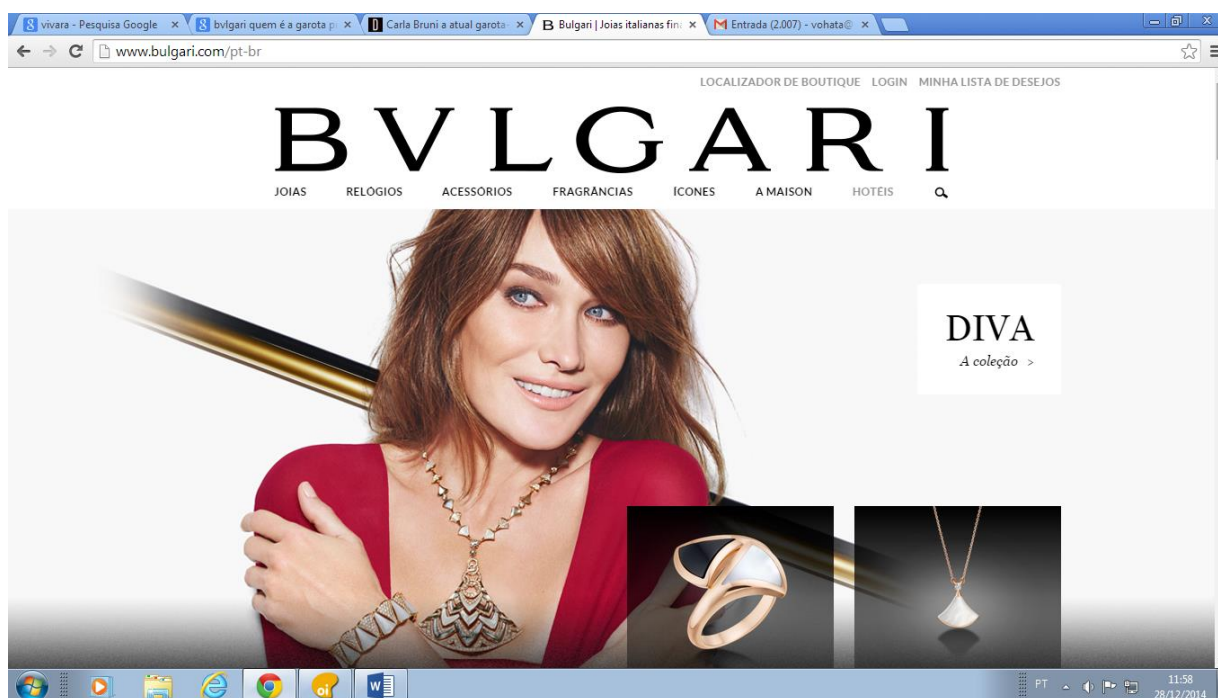 vivara - Pesquisa Google
bvlgari quem é a garota p
Carla Bruni a atual garota-
B Bulgari | Joias italianas fin
Entrada (2.007) - vohata@
www.bulgari.com/pt-br
LOCALIZADOR DE BOUTIQUE LOGIN MINHA LISTA DE DESEJOS
BVLGARI
JOIAS RELÓGIOS ACESSÓRIOS FRAGRÂNCIAS ÍCONES A MAISON HOTÉIS
DIVA
A coleção >
oi
W
PT
11:58
28/12/2014